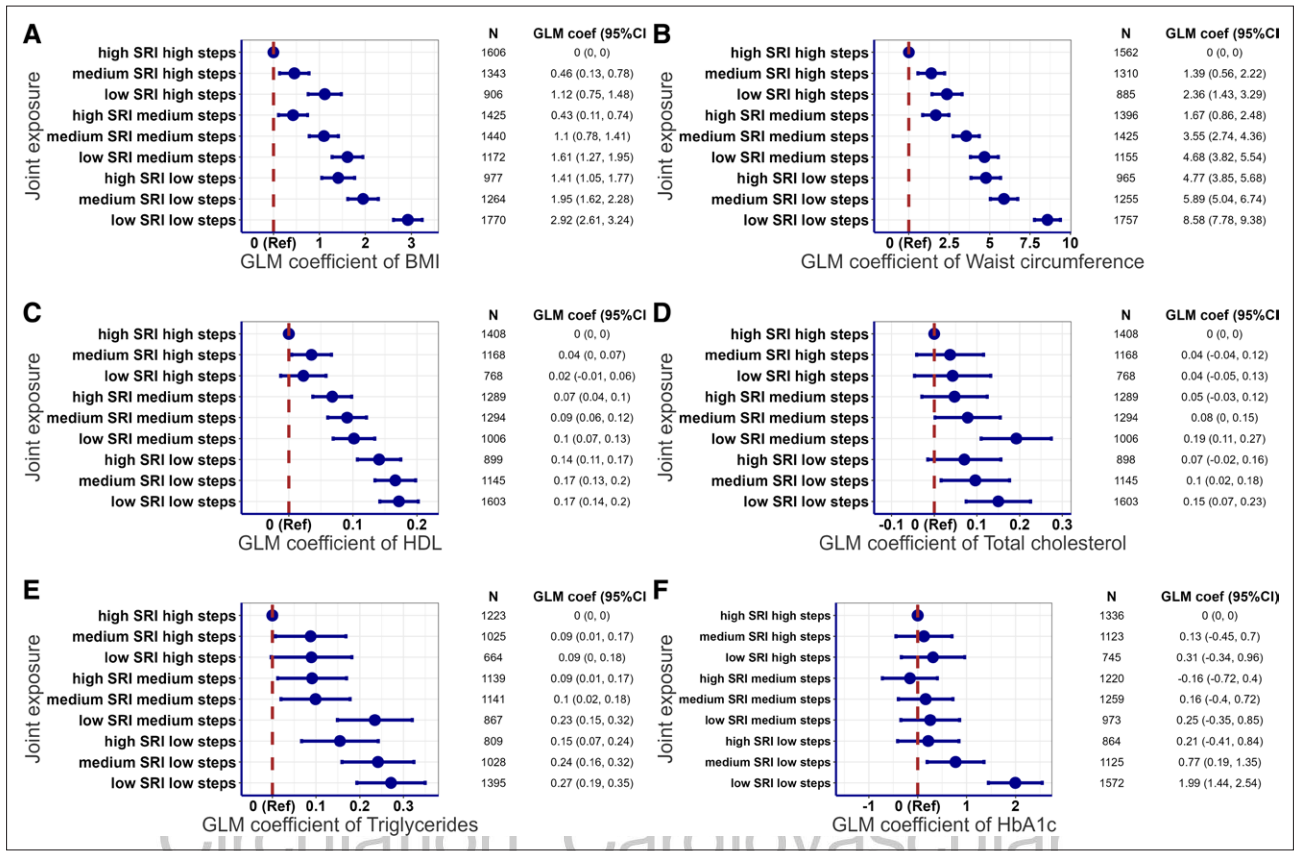 A
N GLM coef (95%CI
high SRI high steps 1606 0 (0, 0)
medium SRI high steps 1343 0.46 (0.13, 0.78)
low SRI high steps 906 1.12 (0.75, 1.48)
high SRI medium steps 1425 0.43 (0.11, 0.74)
medium SRI medium steps 1440 1.1 (0.78, 1.41)
low SRI medium steps 1172 1.61 (1.27, 1.95)
high SRI low steps 977 1.41 (1.05, 1.77)
medium SRI low steps 1264 1.95 (1.62, 2.28)
low SRI low steps 1770 2.92 (2.61, 3.24)
Joint exposure
0 (Ref) 1 2 3
GLM coefficient of BMI
B
N GLM coef (95%CI
high SRI high steps 1562 0 (0, 0)
medium SRI high steps 1310 1.39 (0.56, 2.22)
low SRI high steps 885 2.36 (1.43, 3.29)
high SRI medium steps 1396 1.67 (0.86, 2.48)
medium SRI medium steps 1425 3.55 (2.74, 4.36)
low SRI medium steps 1155 4.68 (3.82, 5.54)
high SRI low steps 965 4.77 (3.85, 5.68)
medium SRI low steps 1255 5.89 (5.04, 6.74)
low SRI low steps 1757 8.58 (7.78, 9.38)
Joint exposure
0 (Ref) 2.5 5 7.5 10
GLM coefficient of Waist circumference
C
N GLM coef (95%CI
high SRI high steps 1408 0 (0, 0)
medium SRI high steps 1168 0.04 (0, 0.07)
low SRI high steps 768 0.02 (-0.01, 0.06)
high SRI medium steps 1289 0.07 (0.04, 0.1)
medium SRI medium steps 1294 0.09 (0.06, 0.12)
low SRI medium steps 1006 0.1 (0.07, 0.13)
high SRI low steps 899 0.14 (0.11, 0.17)
medium SRI low steps 1145 0.17 (0.13, 0.2)
low SRI low steps 1603 0.17 (0.14, 0.2)
Joint exposure
0 (Ref) 0.1 0.2
GLM coefficient of HDL
D
N GLM coef (95%CI
high SRI high steps 1408 0 (0, 0)
medium SRI high steps 1168 0.04 (-0.04, 0.12)
low SRI high steps 768 0.04 (-0.05, 0.13)
high SRI medium steps 1289 0.05 (-0.03, 0.12)
medium SRI medium steps 1294 0.08 (0, 0.15)
low SRI medium steps 1006 0.19 (0.11, 0.27)
high SRI low steps 898 0.07 (-0.02, 0.16)
medium SRI low steps 1145 0.1 (0.02, 0.18)
low SRI low steps 1603 0.15 (0.07, 0.23)
Joint exposure
-0.1 0 (Ref) 0.1 0.2 0.3
GLM coefficient of Total cholesterol
E
N GLM coef (95%CI)
high SRI high steps 1223 0 (0, 0)
medium SRI high steps 1025 0.09 (0.01, 0.17)
low SRI high steps 664 0.09 (0, 0.18)
high SRI medium steps 1139 0.09 (0.01, 0.17)
medium SRI medium steps 1141 0.1 (0.02, 0.18)
low SRI medium steps 867 0.23 (0.15, 0.32)
high SRI low steps 809 0.15 (0.07, 0.24)
medium SRI low steps 1028 0.24 (0.16, 0.32)
low SRI low steps 1395 0.27 (0.19, 0.35)
Joint exposure
0 (Ref) 0.1 0.2 0.3
GLM coefficient of Triglycerides
F
N GLM coef (95%CI)
high SRI high steps 1336 0 (0, 0)
medium SRI high steps 1123 0.13 (-0.45, 0.7)
low SRI high steps 745 0.31 (-0.34, 0.96)
high SRI medium steps 1220 -0.16 (-0.72, 0.4)
medium SRI medium steps 1259 0.16 (-0.4, 0.72)
low SRI medium steps 973 0.25 (-0.35, 0.85)
high SRI low steps 864 0.21 (-0.41, 0.84)
medium SRI low steps 1125 0.77 (0.19, 1.35)
low SRI low steps 1572 1.99 (1.44, 2.54)
Joint exposure
-1 0 (Ref) 1 2
GLM coefficient of HbA1c
Circulation: Cardiovascular